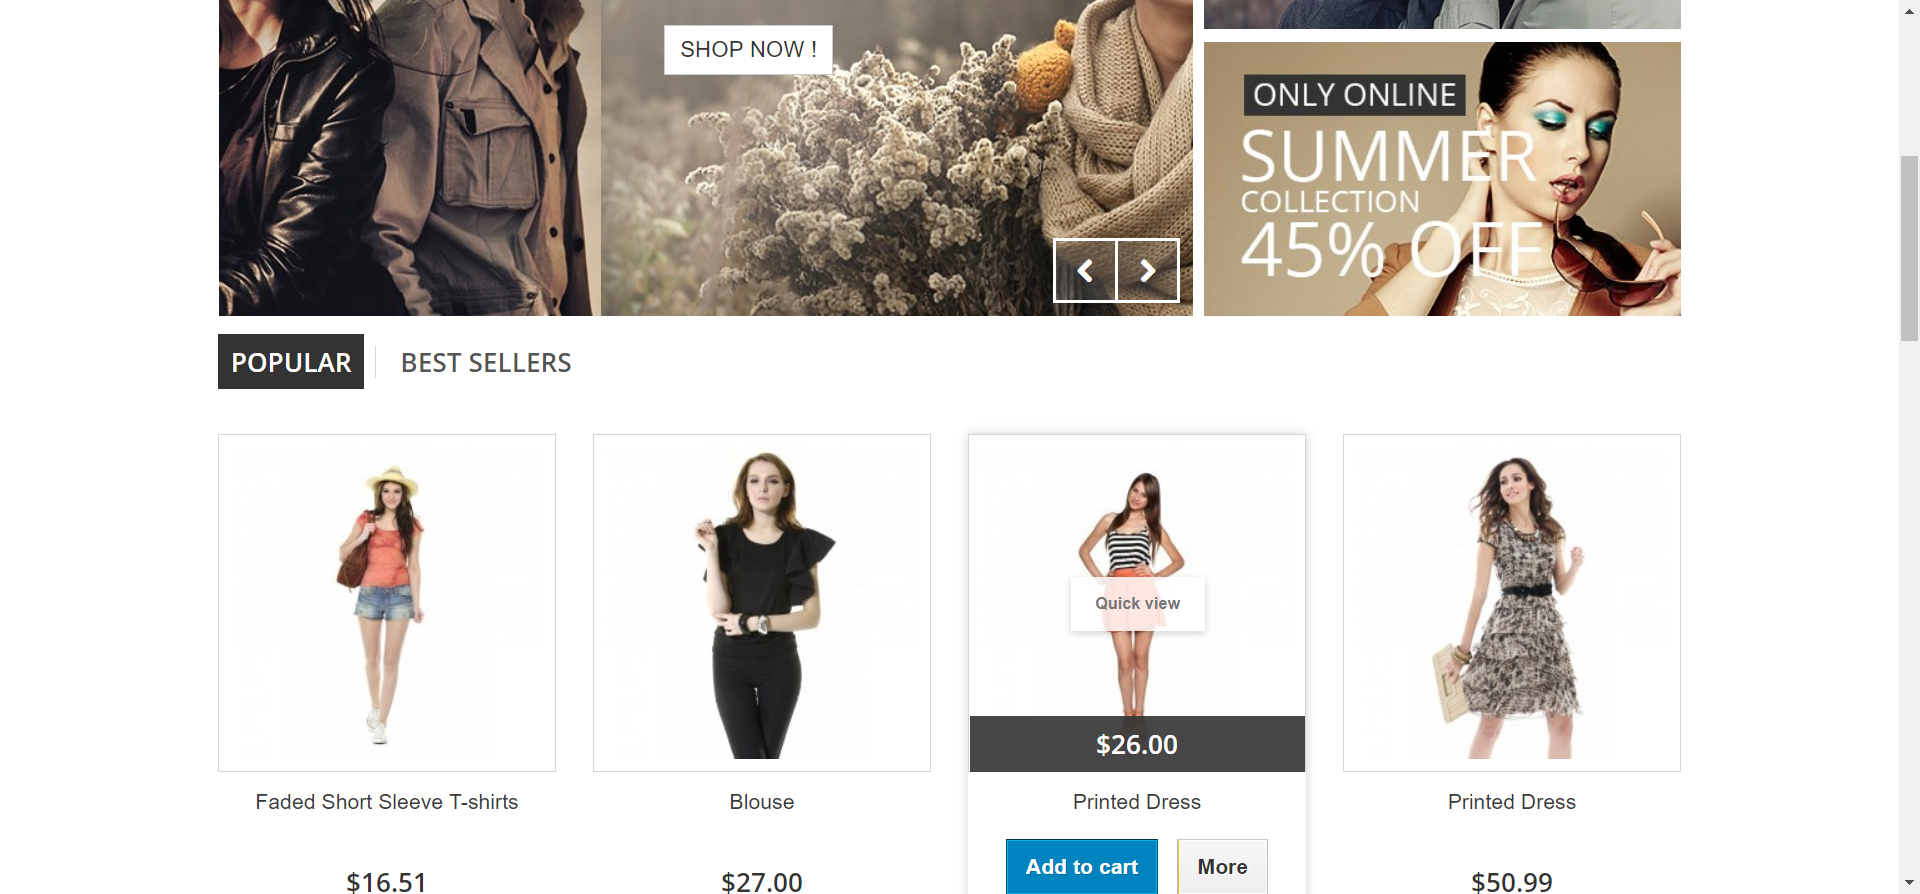 SHOP NOW !
ONLY ONLINE
SUMMER
COLLECTION
45% OFF
POPULAR
BEST SELLERS
Quick view
$26.00
Faded Short Sleeve T-shirts
Blouse
Printed Dress
Printed Dress
Add to cart
More
$16.51
$27.00
$50.99